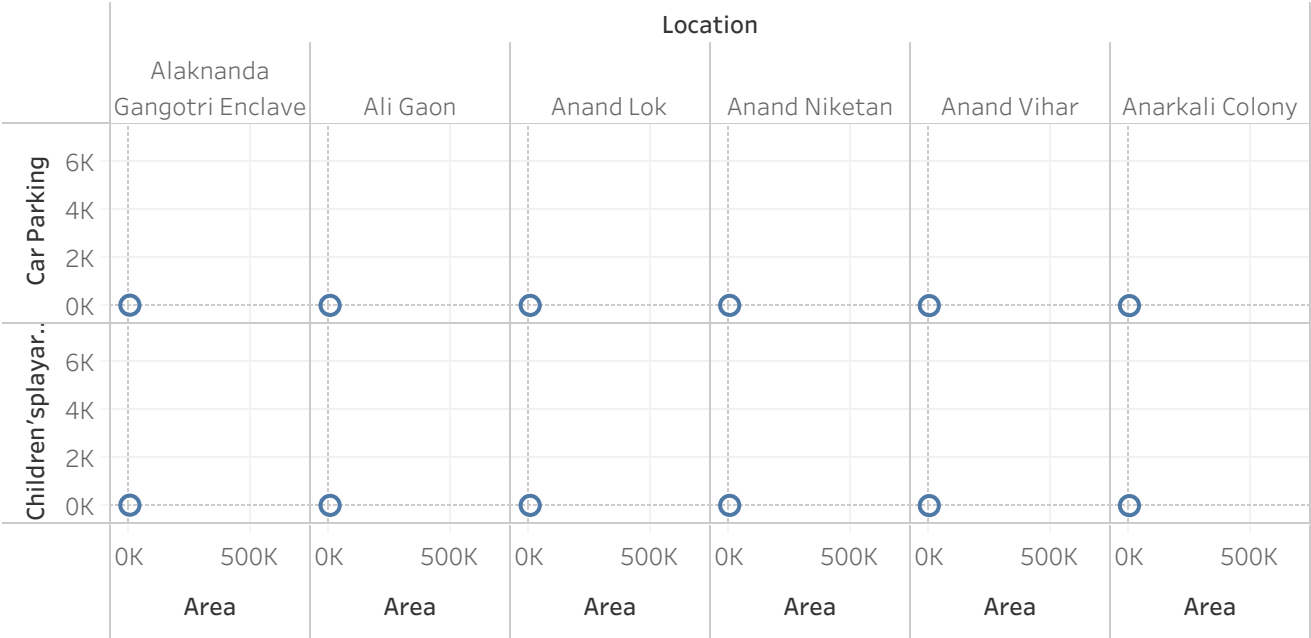 Location
Alaknanda
Gangotri Enclave
Ali Gaon
Anand Lok
Anand Niketan
Anand Vihar
Anarkali Colony
Car Parking
6K
4K
2K
0K
Children'splayar..
6K
4K
2K
0K
0K 500K 0K 500K 0K 500K 0K 500K 0K 500K 0K 500K
Area Area Area Area Area Area